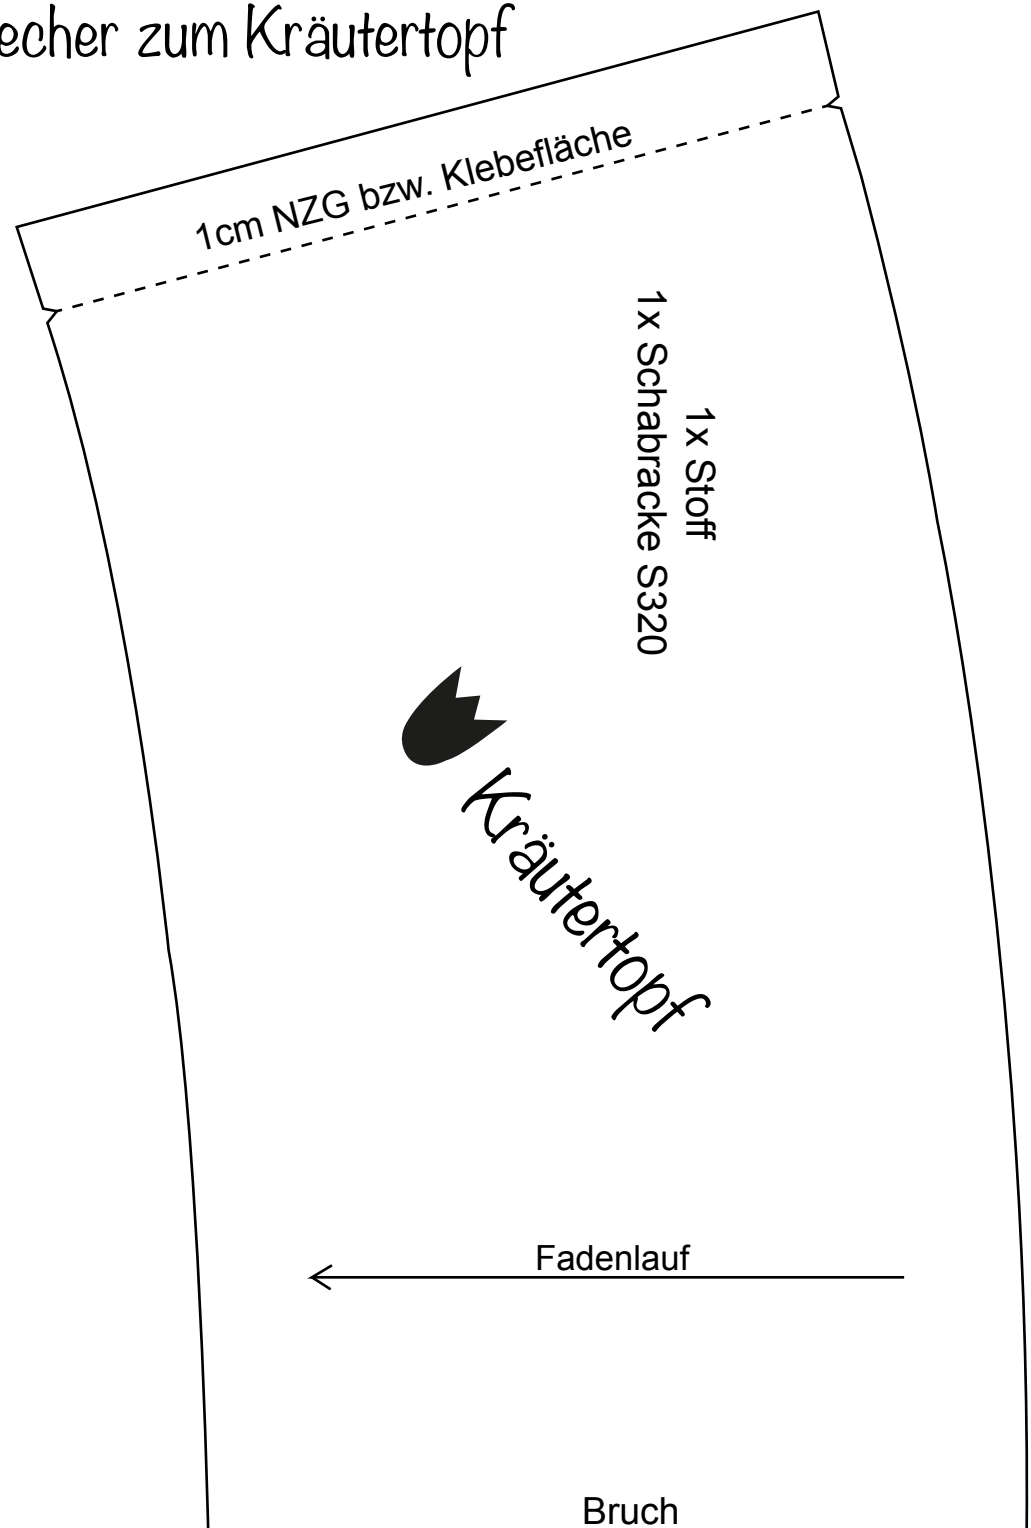 echer zum Kräutertopf
1cm NZG bzw. Klebefläche
1x Stoff
1x Schabracke S320
Kräutertopf
Fadenlauf
Bruch